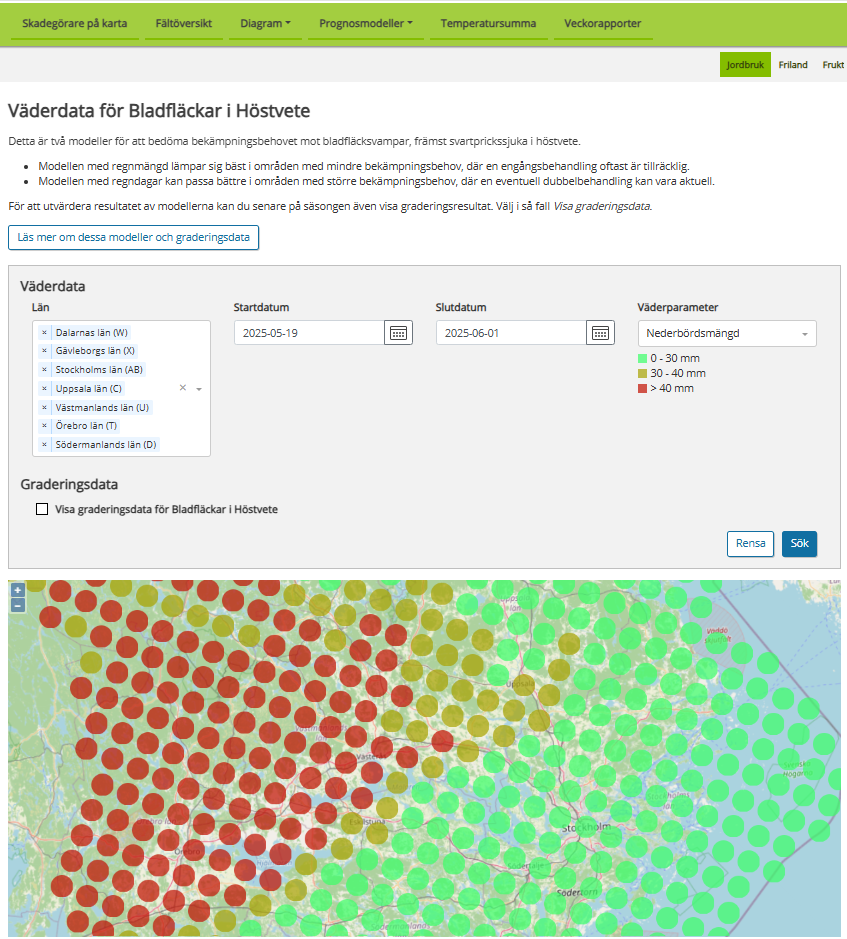 Skadegörare på karta Fältöversikt Diagram Prognosmodeller Temperatursumma Veckorapporter
Jordbruk Friland Frukt
Väderdata för Bladfläckar i Höstvete
Detta är två modeller för att bedöma bekämpningsbehovet mot bladfläcksvampar, främst svartpricksjuka i höstvete.
Modellen med regnmängd lämpar sig bäst i områden med mindre bekämpningsbehov, där en engångsbehandling oftast är tillräcklig.
Modellen med regndagar kan passa bättre i områden med större bekämpningsbehov, där en eventuell dubbelbehandling kan vara aktuell.
För att utvärdera resultatet av modellerna kan du senare på säsongen även visa graderingsresultat. Välj i så fall Visa graderingsdata.
Läs mer om dessa modeller och graderingsdata
Väderdata
Län Startdatum Slutdatum Väderparameter
× Dalarnas län (W)
× Gävleborgs län (X)
× Stockholms län (AB)
× Uppsala län (C) ×
× Västmanlands län (U)
× Örebro län (T)
× Södermanlands län (D)
2025-05-19
2025-06-01
Nederbördsmängd
0 - 30 mm
30 - 40 mm
> 40 mm
Graderingsdata
Visa graderingsdata för Bladfläckar i Höstvete
Rensa Sök
+
−
Uppsala
län
Uppsala
Västerås
Stockholms
län
Stockholm
Eskilstuna
Örebro
Södertälje
Södertörn
Södermanlands